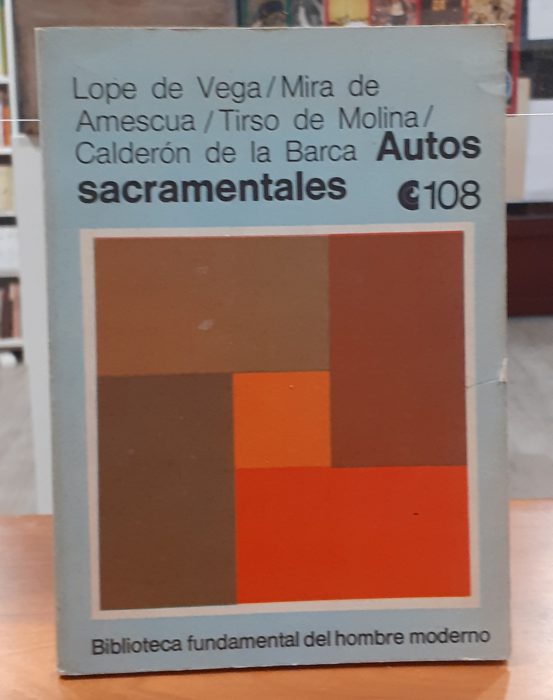 Lope de Vega/Mira de
Amescua/Tirso de Molina/
Calderón de la Barca Autos
sacramentales 108
Biblioteca fundamental del hombre moderno